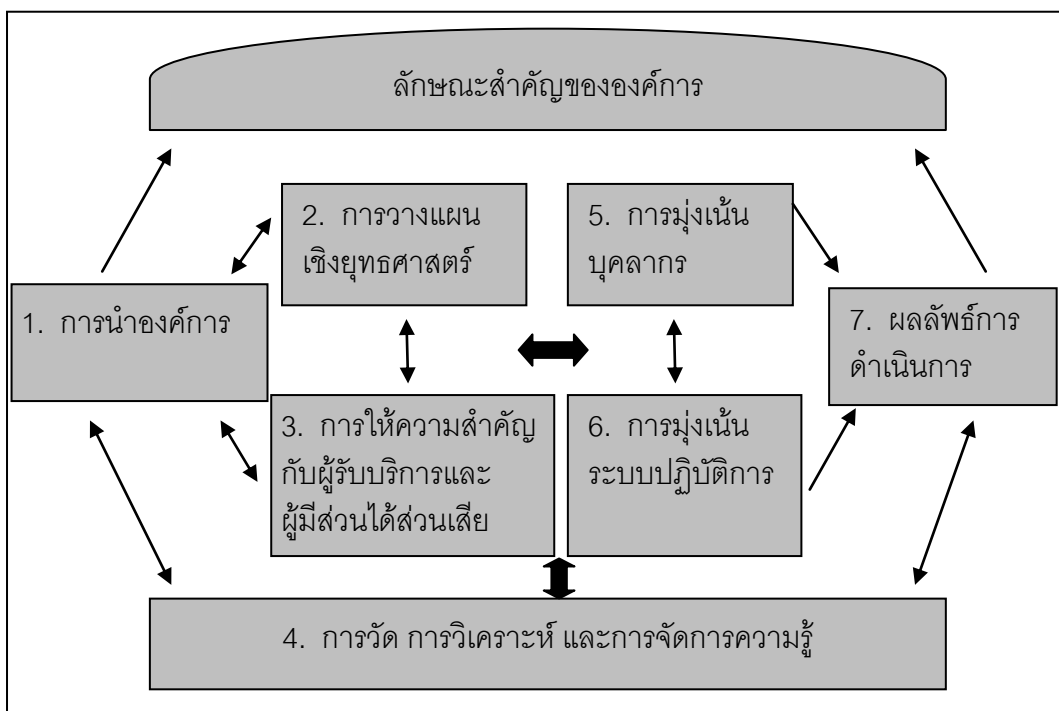 ลักษณะสำคัญขององค์การ
2. การวางแผน
เชิงยุทธศาสตร์
5. การมุ่งเน้น
บุคลากร
1. การนำองค์การ
7. ผลลัพธ์การ
ดำเนินการ
3. การให้ความสำคัญ
กับผู้รับบริการและ
ผู้มีส่วนได้ส่วนเสีย
6. การมุ่งเน้น
ระบบปฏิบัติการ
4. การวัด การวิเคราะห์ และการจัดการความรู้